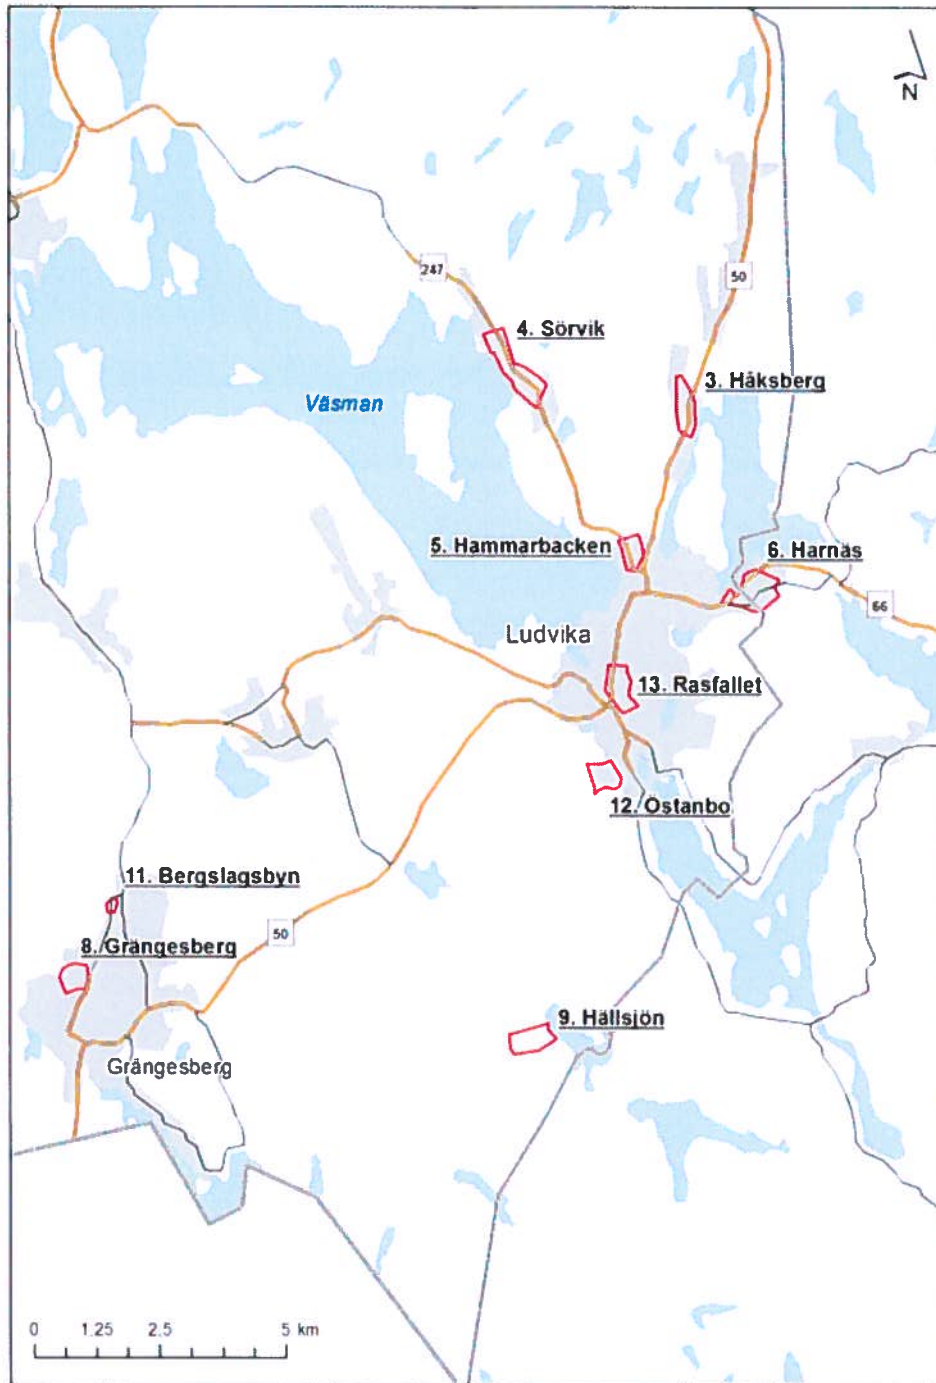 N
247
50
4. Sörvik
3. Håksberg
Väsman
5. Hammarbacken
6. Harnäs
66
Ludvika
13. Rasfallet
12. Östanbo
11. Bergslagsbyn
50
8. Grängesberg
9. Hällsjön
Grängesberg
0 1.25 2.5 5 km